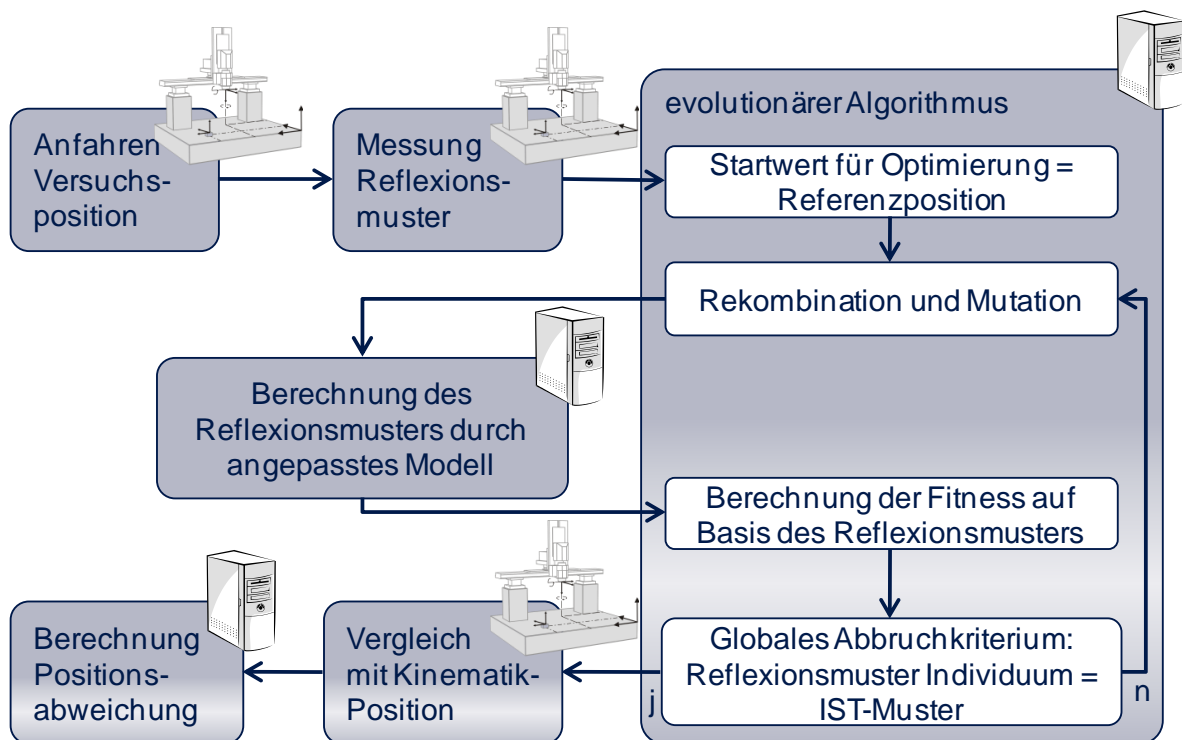 evolutionärer Algorithmus
Anfahren
Versuchs-
position
Messung
Reflexions-
muster
Startwert für Optimierung =
Referenzposition
Rekombination und Mutation
Berechnung des
Reflexionsmusters durch
angepasstes Modell
Berechnung der Fitness auf
Basis des Reflexionsmusters
Globales Abbruchkriterium:
Reflexionsmuster Individuum =
IST-Muster
j
n
Vergleich
mit Kinematik-
Position
Berechnung
Positions-
abweichung